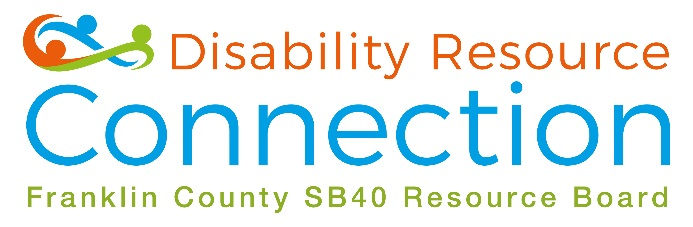 Disability Resource
Connection
Franklin County SB40 Resource Board